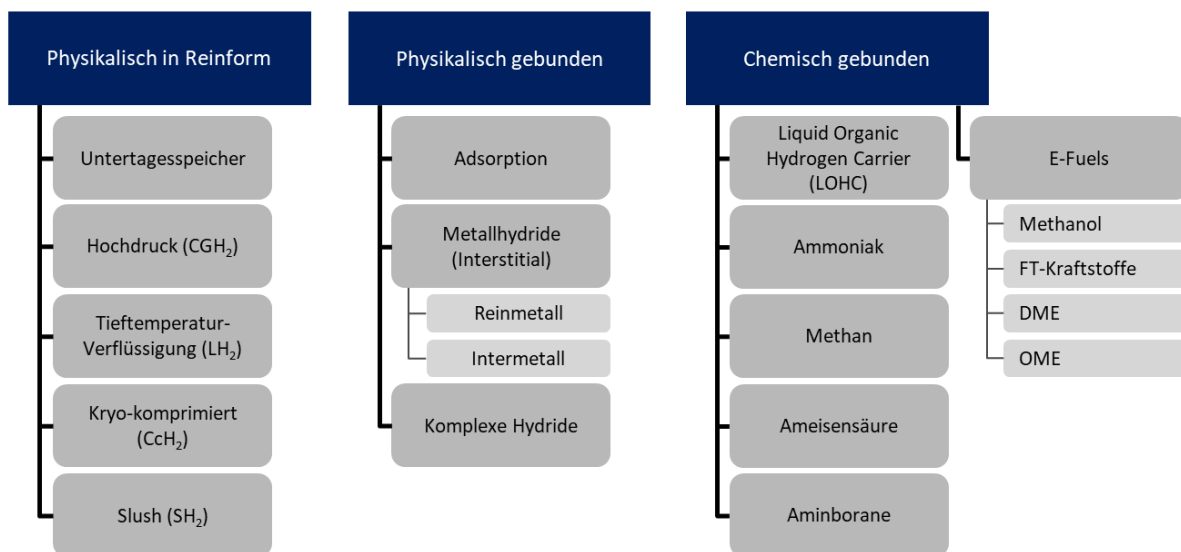 Physikalisch in Reinform
Untertagesspeicher
Hochdruck (CGH₂)
Tieftemperatur-
Verflüssigung (LH₂)
Kryo-komprimiert
(CcH₂)
Slush (SH₂)
Physikalisch gebunden
Adsorption
Metallhydride
(Interstitial)
Reinmetall
Intermetall
Komplexe Hydride
Chemisch gebunden
Liquid Organic
Hydrogen Carrier
(LOHC)
Ammoniak
Methan
Ameisensäure
Aminborane
E-Fuels
Methanol
FT-Kraftstoffe
DME
OME